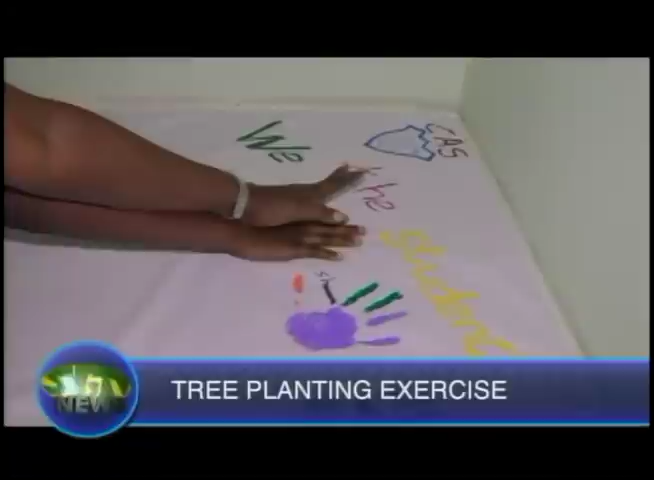 We
CAS
the
student
NEWS
TREE PLANTING EXERCISE